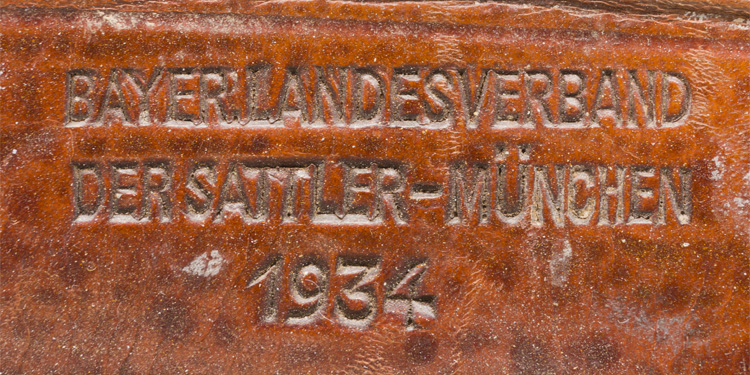 BAYER. LANDESVERBAND
DER SATTLER-MÜNCHEN
1934